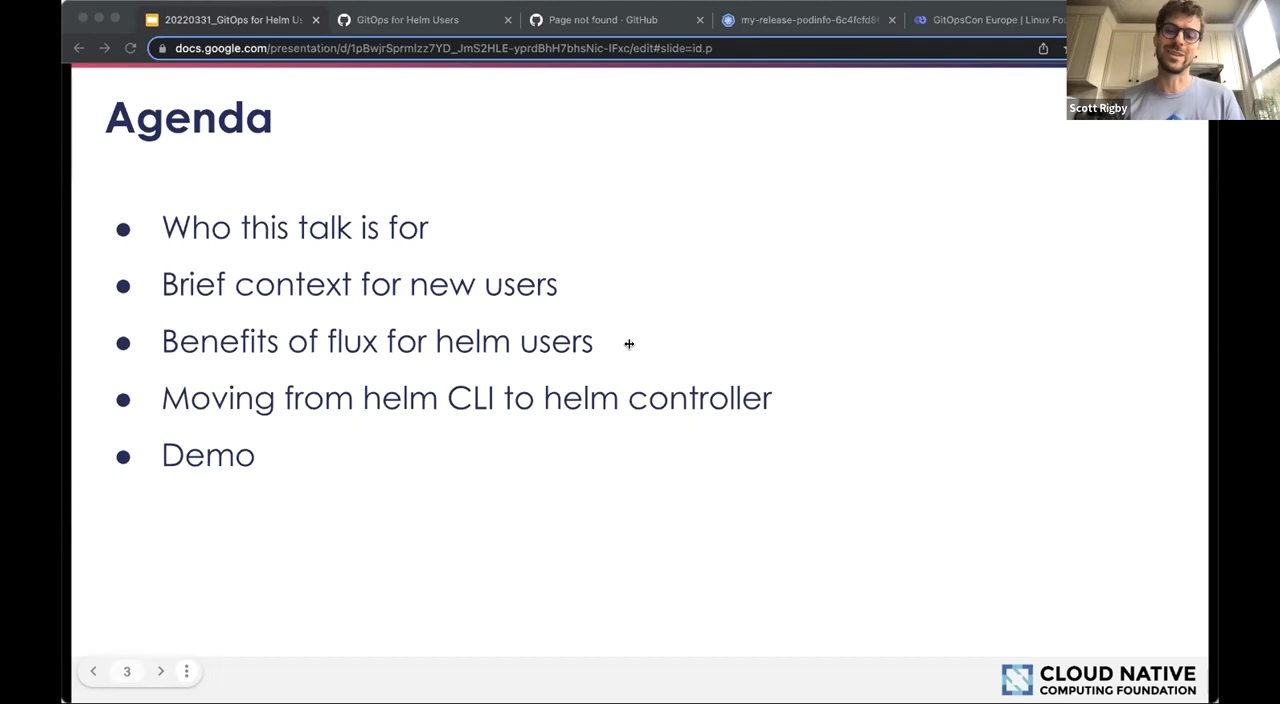 20220331_GitOps for Helm Us
GitOps for Helm Users
Page not found · GitHub
my-release-podinfo-6c4fcfd8
GitOpsCon Europe | Linux Fou
docs.google.com/presentation/d/1pBwjrSprmlzz7YD_JmS2HLE-yprdBhH7bhsNic-IFxc/edit#slide=id.p
Scott Rigby
Agenda
● Who this talk is for
● Brief context for new users
● Benefits of flux for helm users
● Moving from helm CLI to helm controller
● Demo
3
CLOUD NATIVE
COMPUTING FOUNDATION